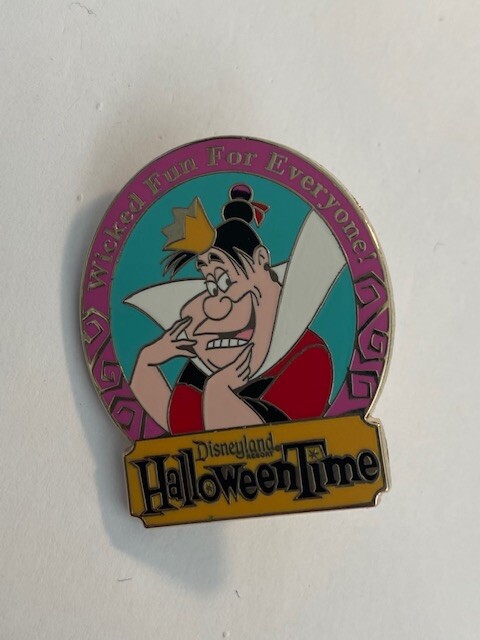 Wicked Fun For Everyone!
Disneyland
RESORT®
HalloweenTime